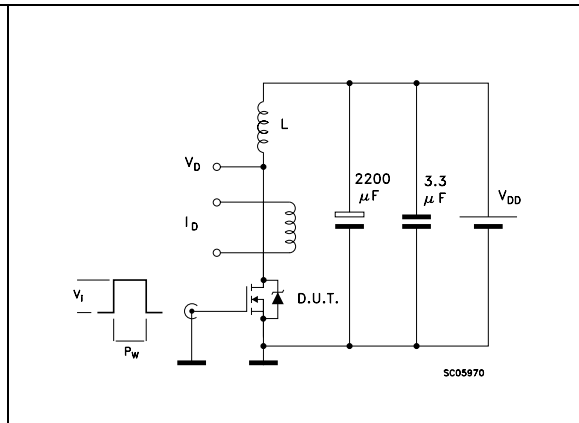 L
V_D
2200
μF
3.3
μF
V_DD
I_D
V_I
D.U.T.
P_W
SC05970